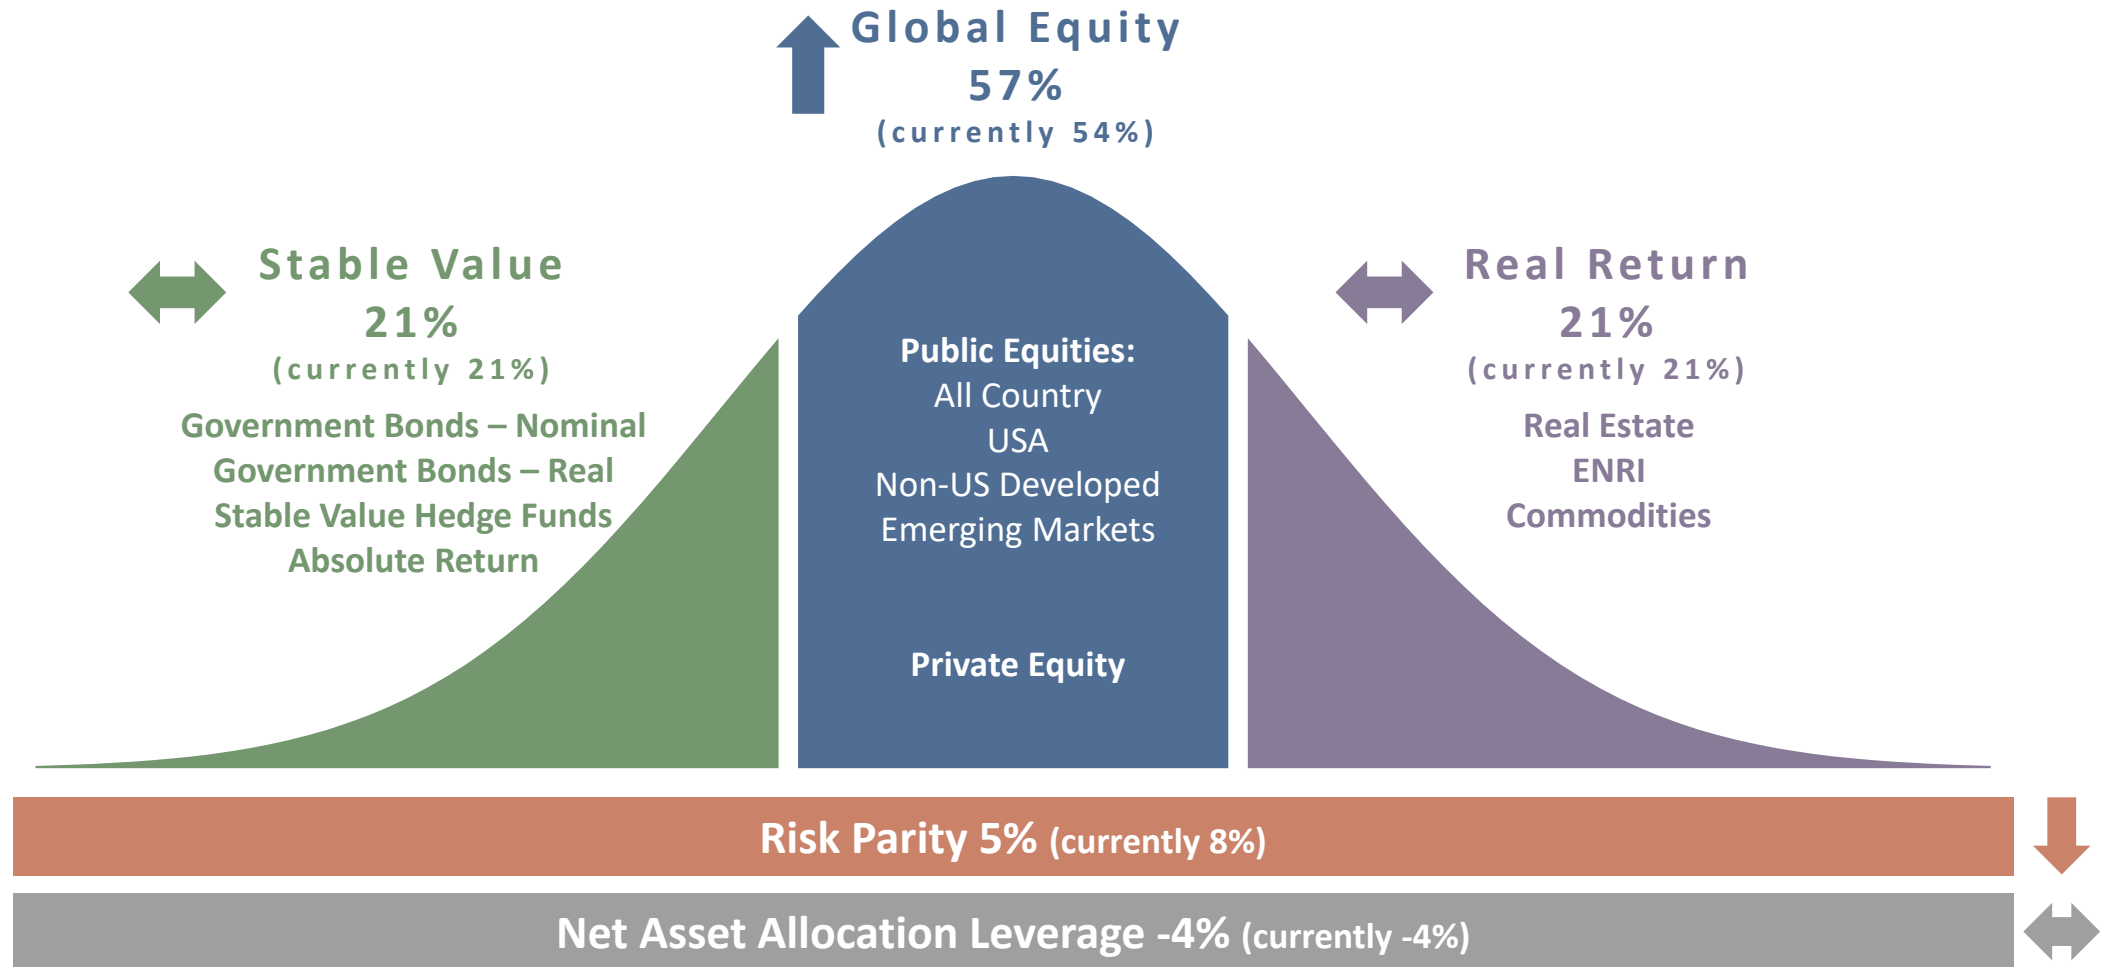 Global Equity
57%
(currently 54%)
Stable Value
21%
(currently 21%)
Government Bonds – Nominal
Government Bonds – Real
Stable Value Hedge Funds
Absolute Return
Public Equities:
All Country
USA
Non-US Developed
Emerging Markets
Private Equity
Real Return
21%
(currently 21%)
Real Estate
ENRI
Commodities
Risk Parity 5% (currently 8%)
Net Asset Allocation Leverage -4% (currently -4%)